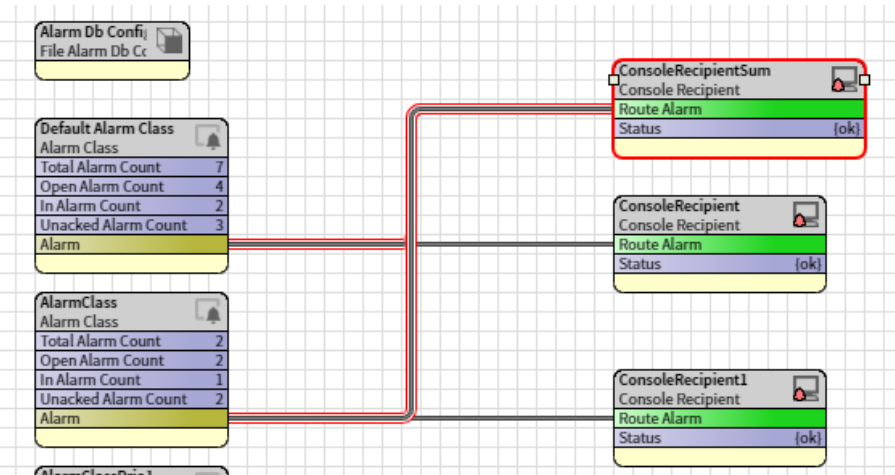 Alarm Db Config
File Alarm Db Co
Default Alarm Class
Alarm Class
Total Alarm Count 7
Open Alarm Count 4
In Alarm Count 2
Unacked Alarm Count 3
Alarm
AlarmClass
Alarm Class
Total Alarm Count 2
Open Alarm Count 2
In Alarm Count 1
Unacked Alarm Count 2
Alarm
ConsoleRecipientSum
Console Recipient
Route Alarm
Status {ok}
ConsoleRecipient
Console Recipient
Route Alarm
Status {ok}
ConsoleRecipient1
Console Recipient
Route Alarm
Status {ok}